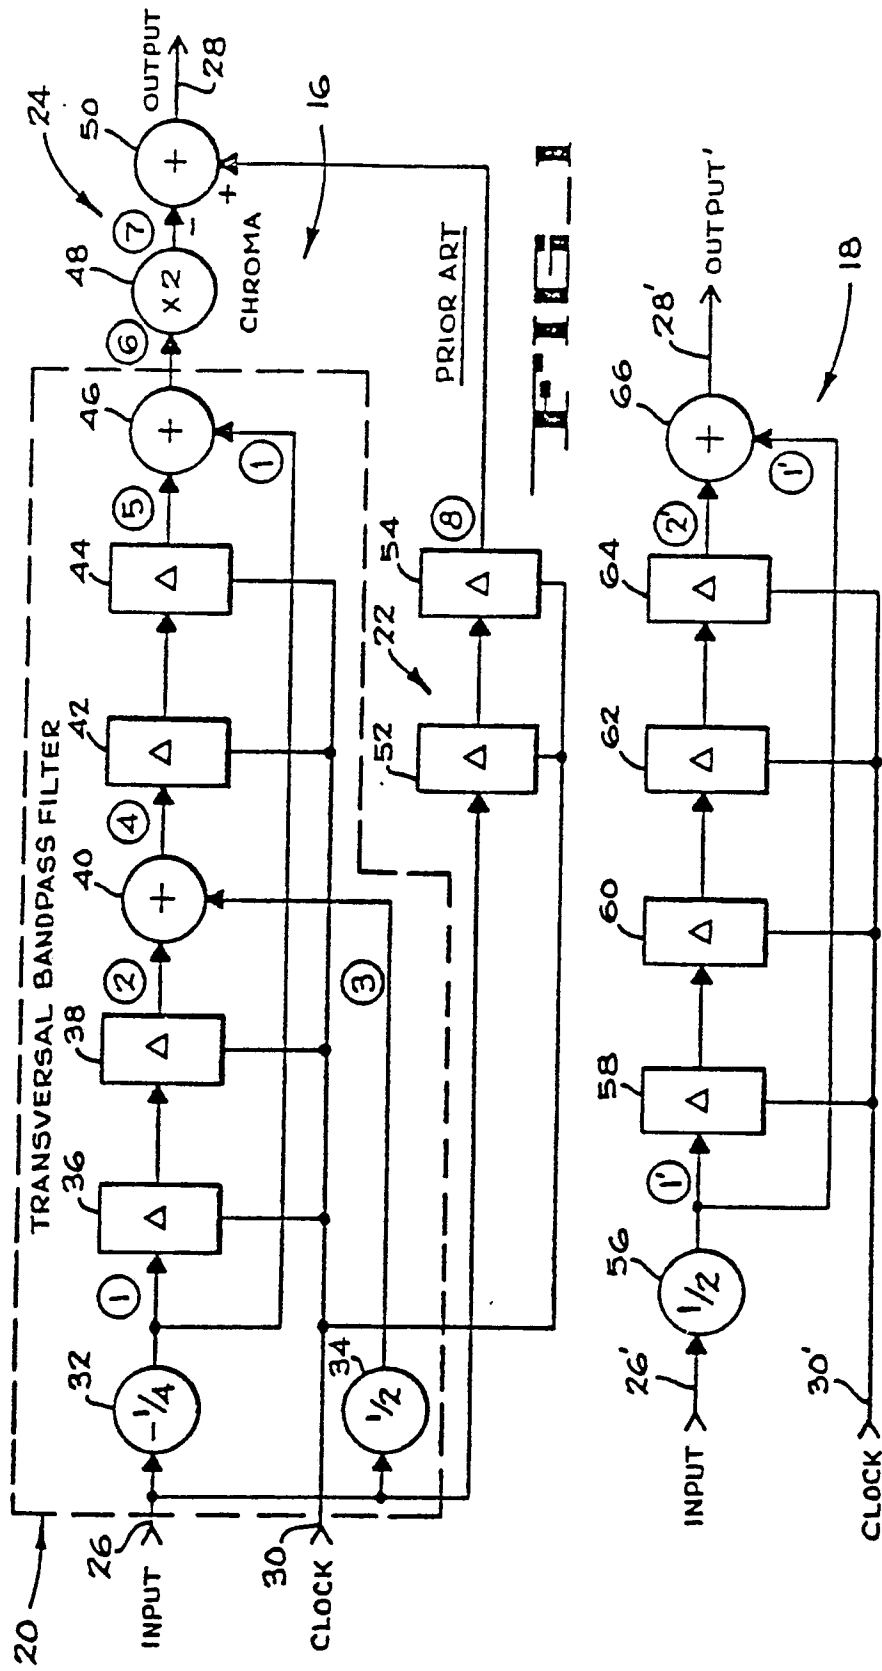 TRANSVERSAL BANDPASS FILTER
20
INPUT
26
CLOCK
30
32
-1/4
34
1/2
①
36
Δ
38
Δ
②
③
40
+
④
42
Δ
44
Δ
⑤
46
+
①
⑥
48
X2
⑦
24
50
+
-
+
OUTPUT
28
CHROMA
16
22
52
Δ
54
Δ
⑧
PRIOR ART
INPUT
26'
CLOCK
30'
56
1/2
①'
58
Δ
60
Δ
62
Δ
64
Δ
②'
①'
66
+
28'
OUTPUT'
18